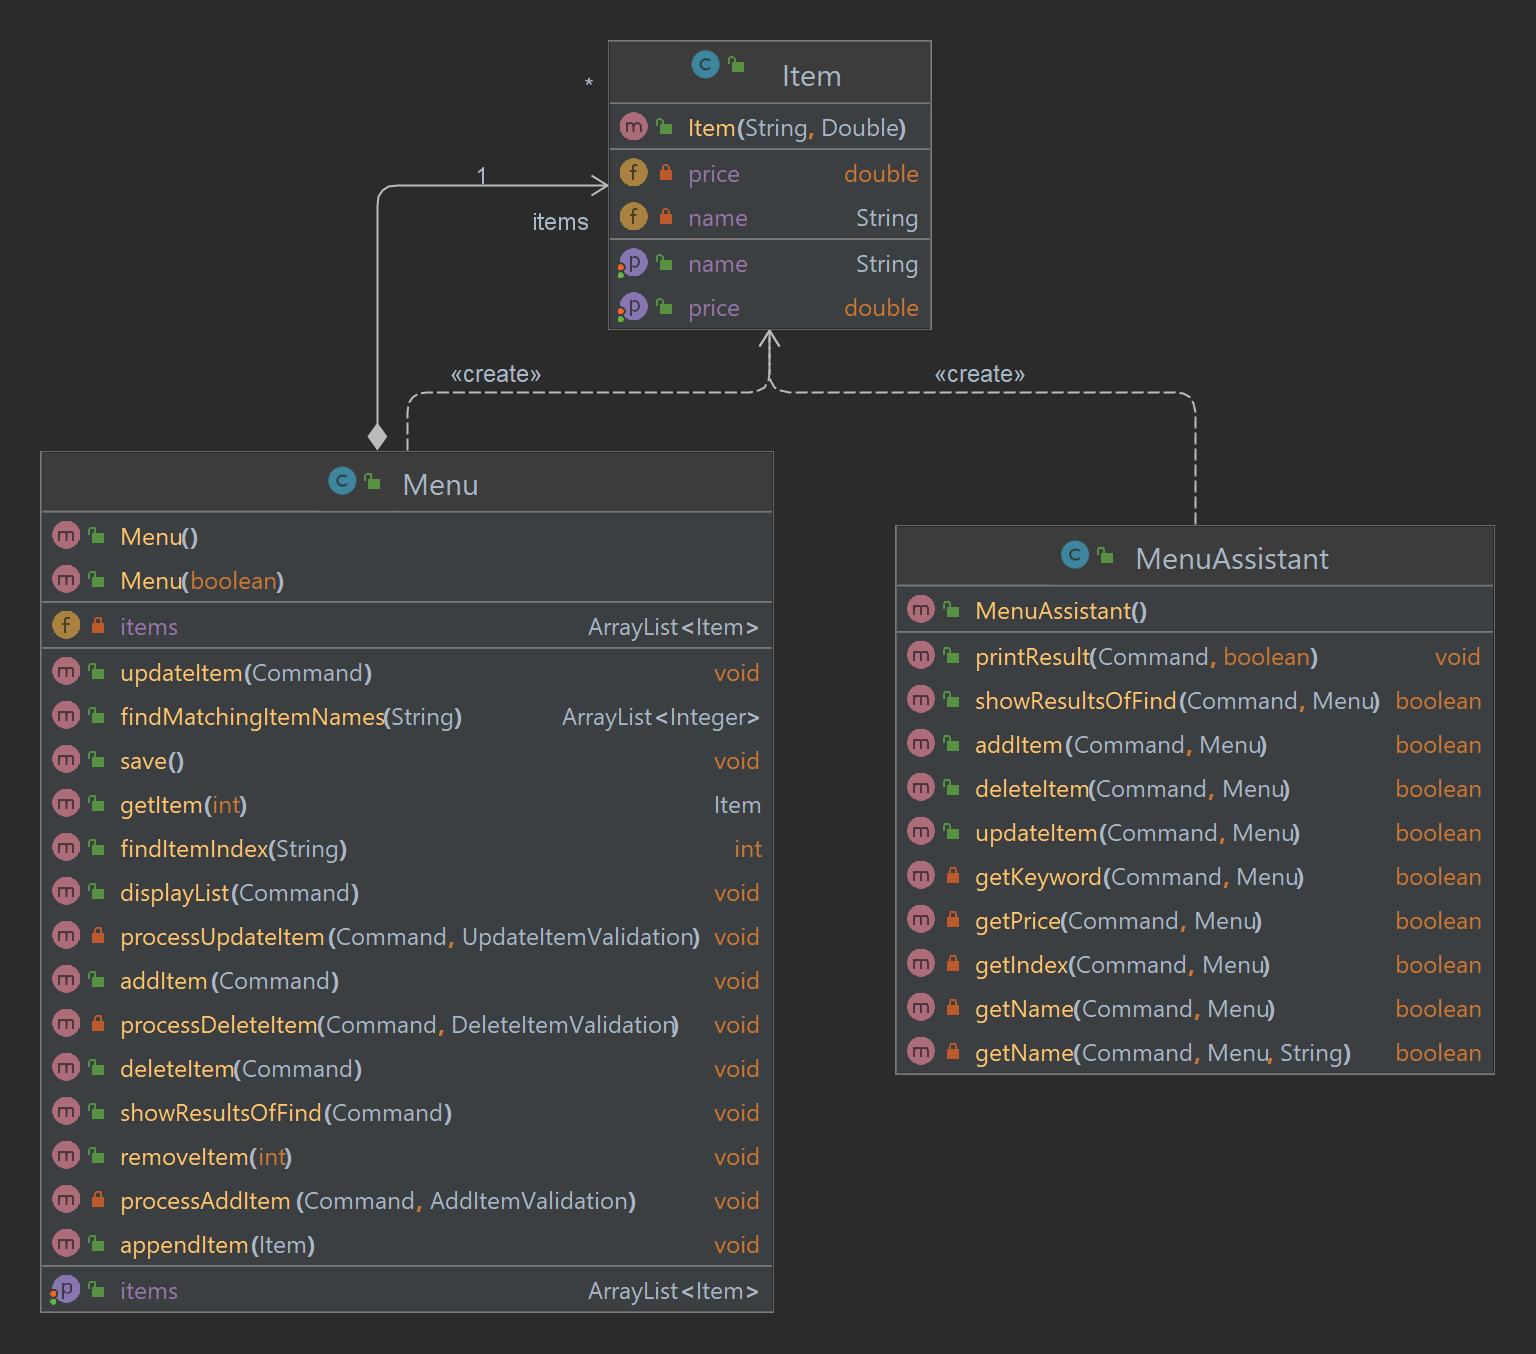 Item
*
Item(String, Double)
price double
name String
name String
price double
1
items
«create»
«create»
Menu
Menu()
Menu(boolean)
items ArrayList<Item>
updateItem(Command) void
findMatchingItemNames(String) ArrayList<Integer>
save() void
getItem(int) Item
findItemIndex(String) int
displayList(Command) void
processUpdateItem(Command, UpdateItemValidation) void
addItem(Command) void
processDeleteItem(Command, DeleteItemValidation) void
deleteItem(Command) void
showResultsOfFind(Command) void
removeItem(int) void
processAddItem (Command, AddItemValidation) void
appendItem(Item) void
items ArrayList<Item>
MenuAssistant
MenuAssistant()
printResult(Command, boolean) void
showResultsOfFind(Command, Menu) boolean
addItem(Command, Menu) boolean
deleteItem(Command, Menu) boolean
updateItem(Command, Menu) boolean
getKeyword(Command, Menu) boolean
getPrice(Command, Menu) boolean
getIndex(Command, Menu) boolean
getName(Command, Menu) boolean
getName(Command, Menu, String) boolean